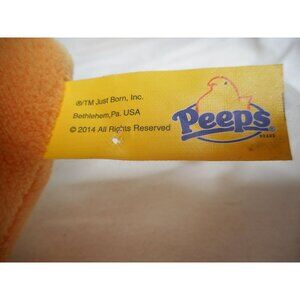 ®/TM Just Born, Inc.
Bethlehem,Pa. USA
© 2014 All Rights Reserved
Peeps
BRAND